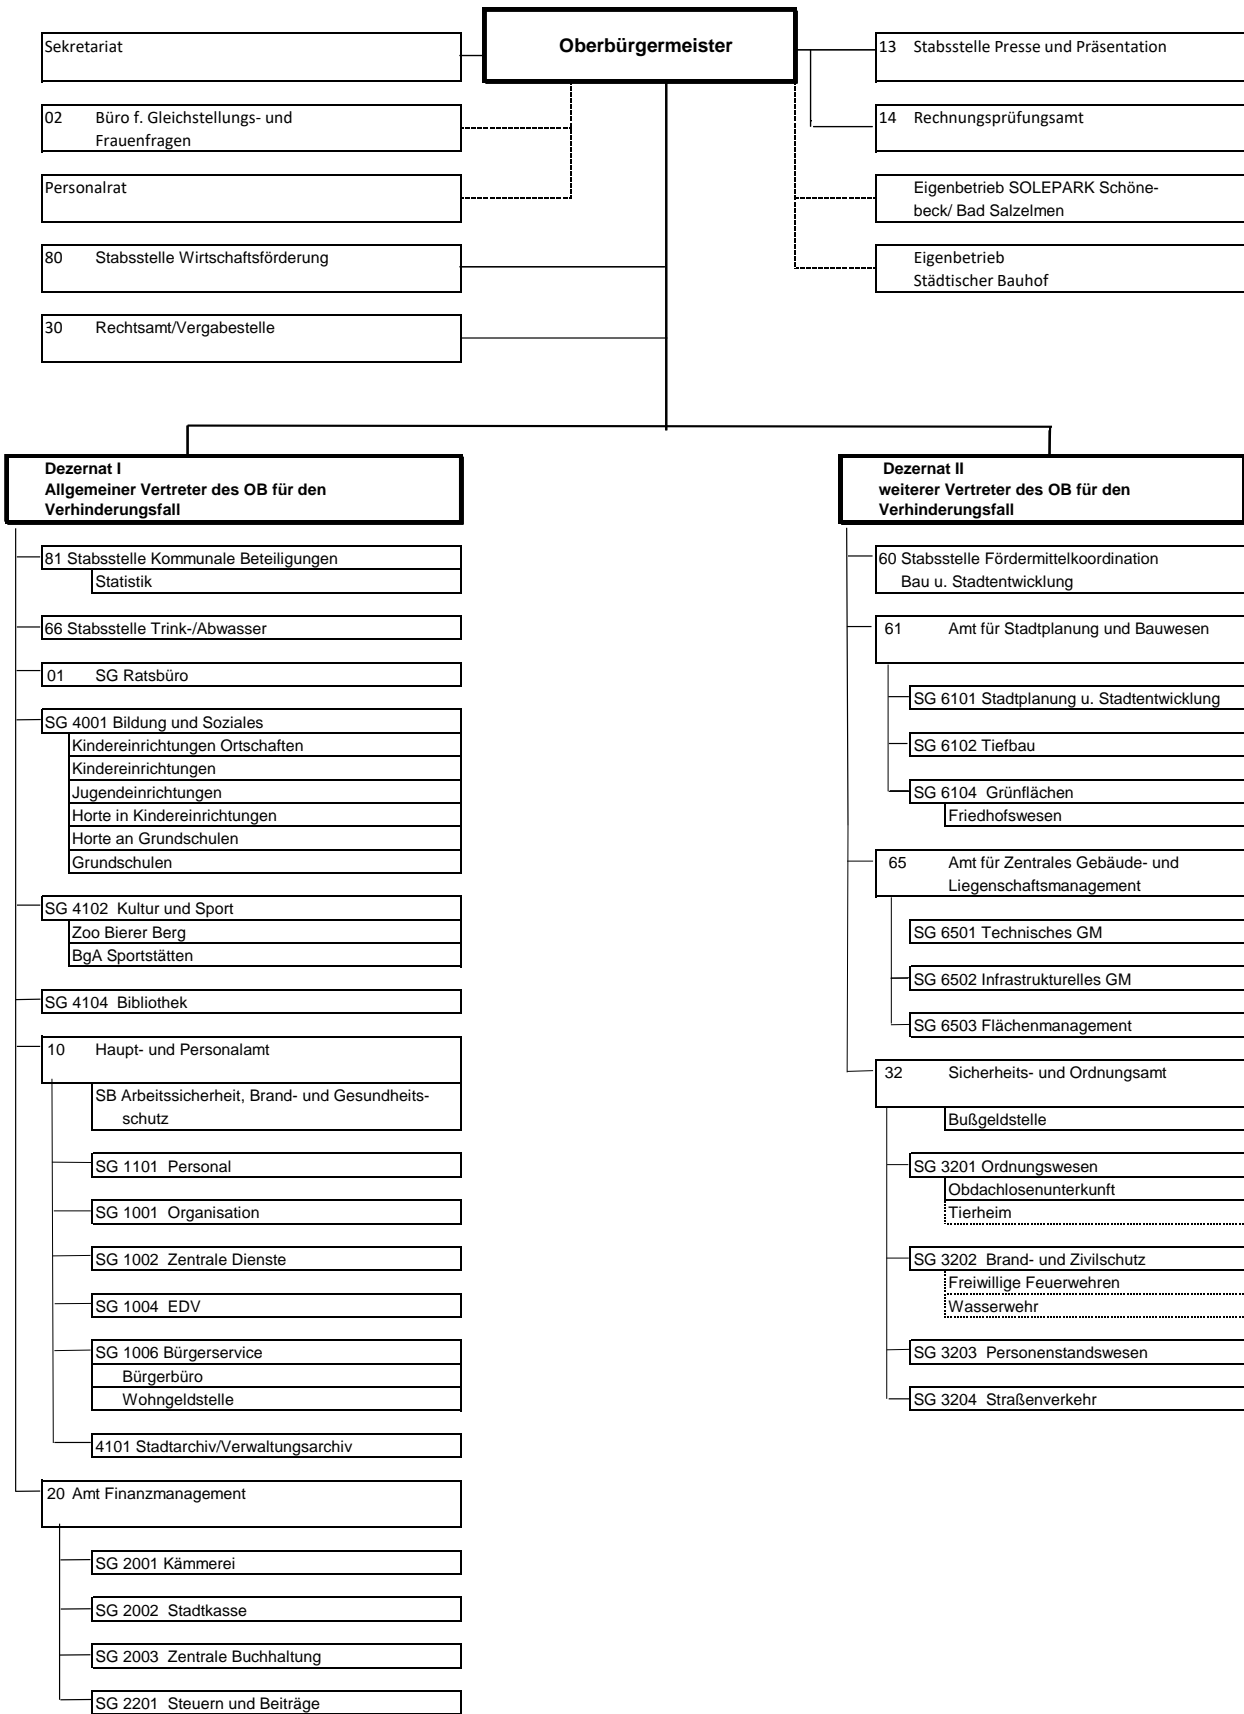 Oberbürgermeister
Sekretariat
02 Büro f. Gleichstellungs- und
Frauenfragen
Personalrat
80 Stabsstelle Wirtschaftsförderung
30 Rechtsamt/Vergabestelle
13 Stabsstelle Presse und Präsentation
14 Rechnungsprüfungsamt
Eigenbetrieb SOLEPARK Schöne-
beck/ Bad Salzelmen
Eigenbetrieb
Städtischer Bauhof
Dezernat I
Allgemeiner Vertreter des OB für den
Verhinderungsfall
81 Stabsstelle Kommunale Beteiligungen
Statistik
66 Stabsstelle Trink-/Abwasser
01 SG Ratsbüro
SG 4001 Bildung und Soziales
Kindereinrichtungen Ortschaften
Kindereinrichtungen
Jugendeinrichtungen
Horte in Kindereinrichtungen
Horte an Grundschulen
Grundschulen
SG 4102 Kultur und Sport
Zoo Bierer Berg
BgA Sportstätten
SG 4104 Bibliothek
10 Haupt- und Personalamt
SB Arbeitssicherheit, Brand- und Gesundheits-
schutz
SG 1101 Personal
SG 1001 Organisation
SG 1002 Zentrale Dienste
SG 1004 EDV
SG 1006 Bürgerservice
Bürgerbüro
Wohngeldstelle
4101 Stadtarchiv/Verwaltungsarchiv
20 Amt Finanzmanagement
SG 2001 Kämmerei
SG 2002 Stadtkasse
SG 2003 Zentrale Buchhaltung
SG 2201 Steuern und Beiträge
Dezernat II
weiterer Vertreter des OB für den
Verhinderungsfall
60 Stabsstelle Fördermittelkoordination
Bau u. Stadtentwicklung
61 Amt für Stadtplanung und Bauwesen
SG 6101 Stadtplanung u. Stadtentwicklung
SG 6102 Tiefbau
SG 6104 Grünflächen
Friedhofswesen
65 Amt für Zentrales Gebäude- und
Liegenschaftsmanagement
SG 6501 Technisches GM
SG 6502 Infrastrukturelles GM
SG 6503 Flächenmanagement
32 Sicherheits- und Ordnungsamt
Bußgeldstelle
SG 3201 Ordnungswesen
Obdachlosenunterkunft
Tierheim
SG 3202 Brand- und Zivilschutz
Freiwillige Feuerwehren
Wasserwehr
SG 3203 Personenstandswesen
SG 3204 Straßenverkehr